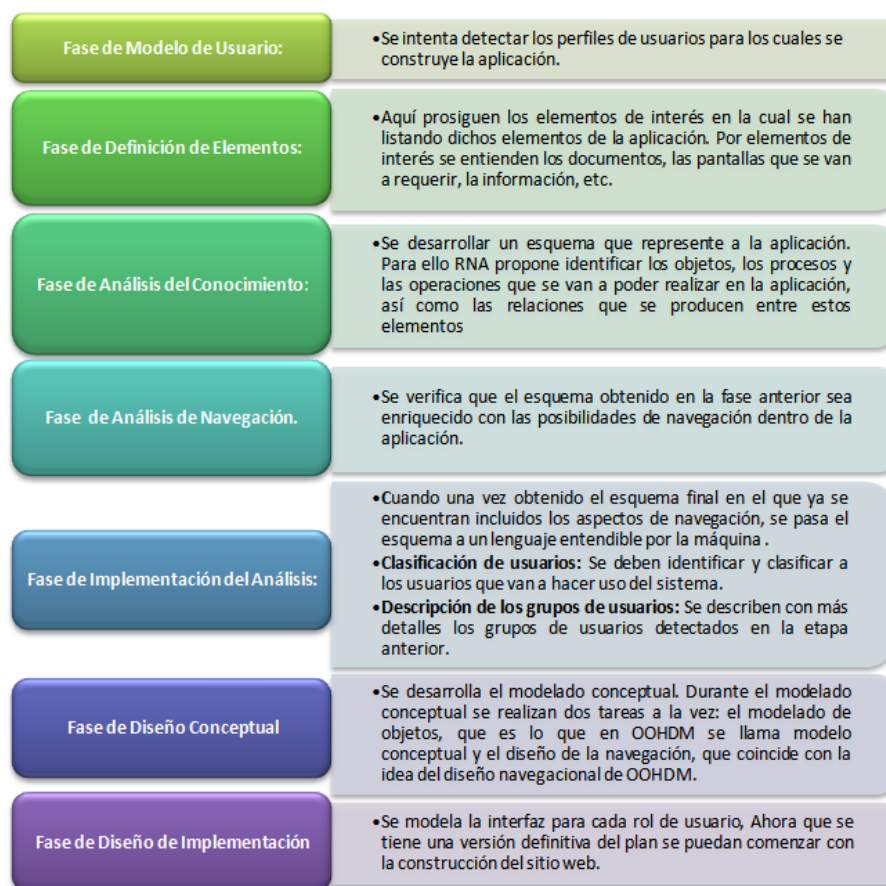 Fase de Modelo de Usuario:
•Se intenta detectar los perfiles de usuarios para los cuales se
construye la aplicación.
Fase de Definición de Elementos:
•Aquí prosiguen los elementos de interés en la cual se han
listando dichos elementos de la aplicación. Por elementos de
interés se entienden los documentos, las pantallas que se van
a requerir, la información, etc.
Fase de Análisis del Conocimiento:
•Se desarrollar un esquema que represente a la aplicación.
Para ello RNA propone identificar los objetos, los procesos y
las operaciones que se van a poder realizar en la aplicación,
así como las relaciones que se producen entre estos
elementos
Fase de Análisis de Navegación.
•Se verifica que el esquema obtenido en la fase anterior sea
enriquecido con las posibilidades de navegación dentro de la
aplicación.
Fase de Implementación del Análisis:
•Cuando una vez obtenido el esquema final en el que ya se
encuentran incluidos los aspectos de navegación, se pasa el
esquema a un lenguaje entendible por la máquina .
•Clasificación de usuarios: Se deben identificar y clasificar a
los usuarios que van a hacer uso del sistema.
•Descripción de los grupos de usuarios: Se describen con más
detalles los grupos de usuarios detectados en la etapa
anterior.
Fase de Diseño Conceptual
•Se desarrolla el modelado conceptual. Durante el modelado
conceptual se realizan dos tareas a la vez: el modelado de
objetos, que es lo que en OOHDM se llama modelo
conceptual y el diseño de la navegación, que coincide con la
idea del diseño navegacional de OOHDM.
Fase de Diseño de Implementación
•Se modela la interfaz para cada rol de usuario, Ahora que se
tiene una versión definitiva del plan se puedan comenzar con
la construcción del sitio web.